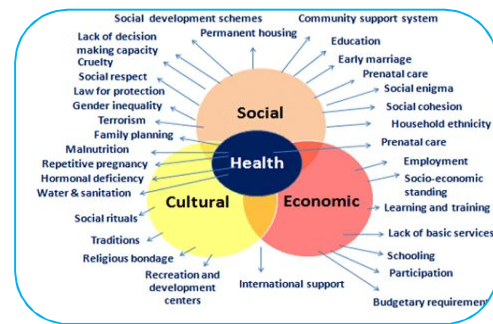 Social development schemes
Community support system
Permanent housing
Lack of decision
making capacity
Education
Cruelty
Early marriage
Social respect
Prenatal care
Law for protection
Social enigma
Gender inequality
Social cohesion
Terrorism
Social
Household ethnicity
Family planning
Prenatal care
Malnutrition
Health
Repetitive pregnancy
Employment
Hormonal deficiency
Socio-economic
standing
Water & sanitation
Cultural
Economic
Learning and training
Social rituals
Lack of basic services
Traditions
Schooling
Religious bondage
Participation
Recreation and
development
centers
International support
Budgetary requirement